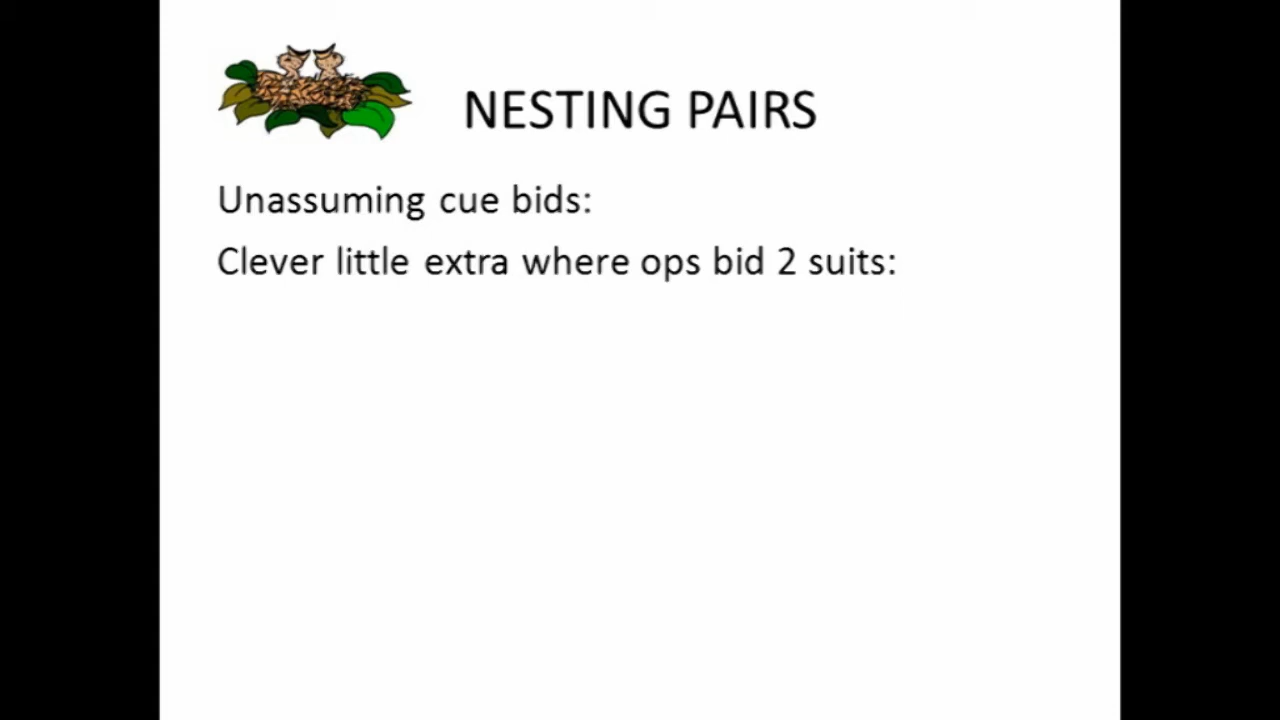 NESTING PAIRS
Unassuming cue bids:
Clever little extra where ops bid 2 suits: